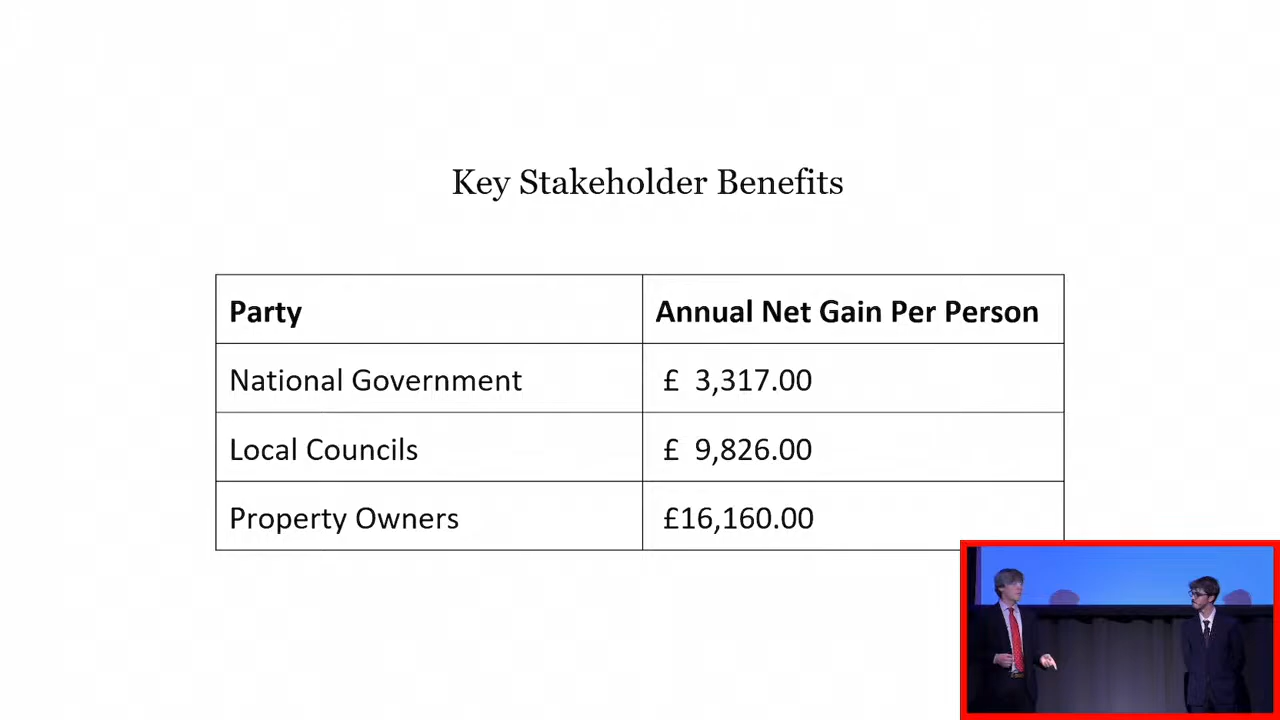 Key Stakeholder Benefits
Party Annual Net Gain Per Person
National Government £ 3,317.00
Local Councils £ 9,826.00
Property Owners £16,160.00